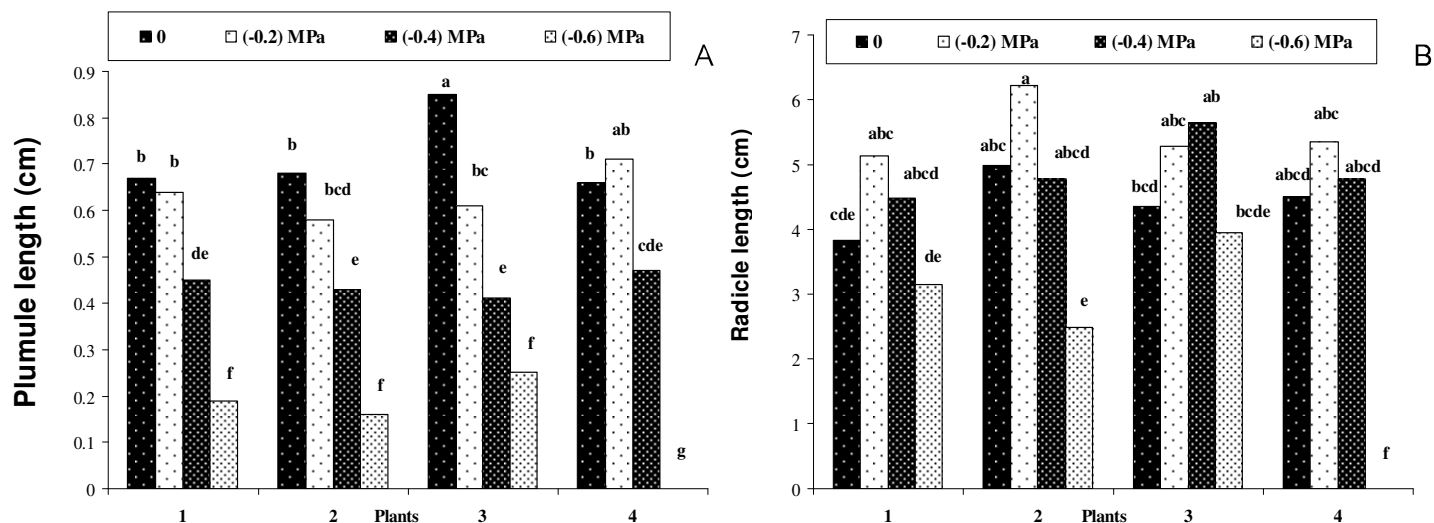 0 (-0.2) MPa (-0.4) MPa (-0.6) MPa
A
Plumule length (cm)
0.9
0.8
0.7
0.6
0.5
0.4
0.3
0.2
0.1
0
b b de f
b bcd e f
a bc e f
b ab cde g
1 2 Plants 3 4
0 (-0.2) MPa (-0.4) MPa (-0.6) MPa
B
Radicle length (cm)
7
6
5
4
3
2
1
0
cde abc abcd de
abc a abcd e
bcd abc ab bcde
abcd abc abcd f
1 2 Plants 3 4